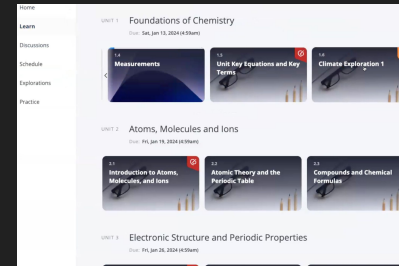 Home
Learn
Discussions
Schedule
Explorations
Practice
UNIT 1 Foundations of Chemistry
Due: Sat, Jan 13, 2024 (4:59am)
1.4
Measurements
1.5
Unit Key Equations and Key
Terms
1.6
Climate Exploration 1
UNIT 2 Atoms, Molecules and Ions
Due: Fri, Jan 19, 2024 (4:59am)
2.1
Introduction to Atoms,
Molecules, and Ions
2.2
Atomic Theory and the
Periodic Table
2.3
Compounds and Chemical
Formulas
UNIT 3 Electronic Structure and Periodic Properties
Due: Fri, Jan 26, 2024 (4:59am)